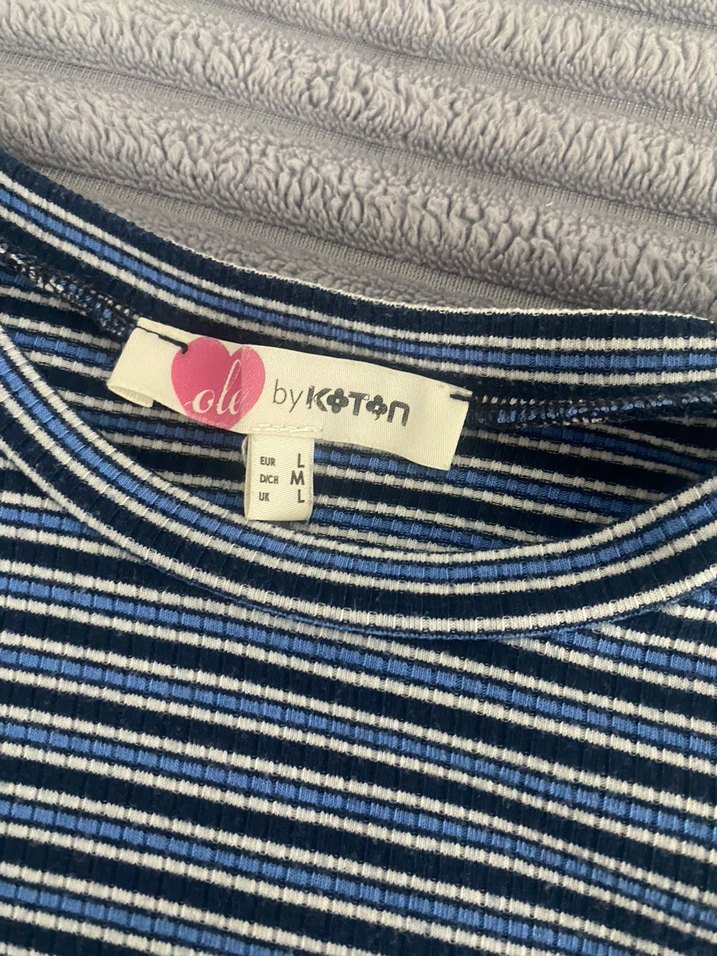 ole by KOTON
EUR L
D/CH M
UK L